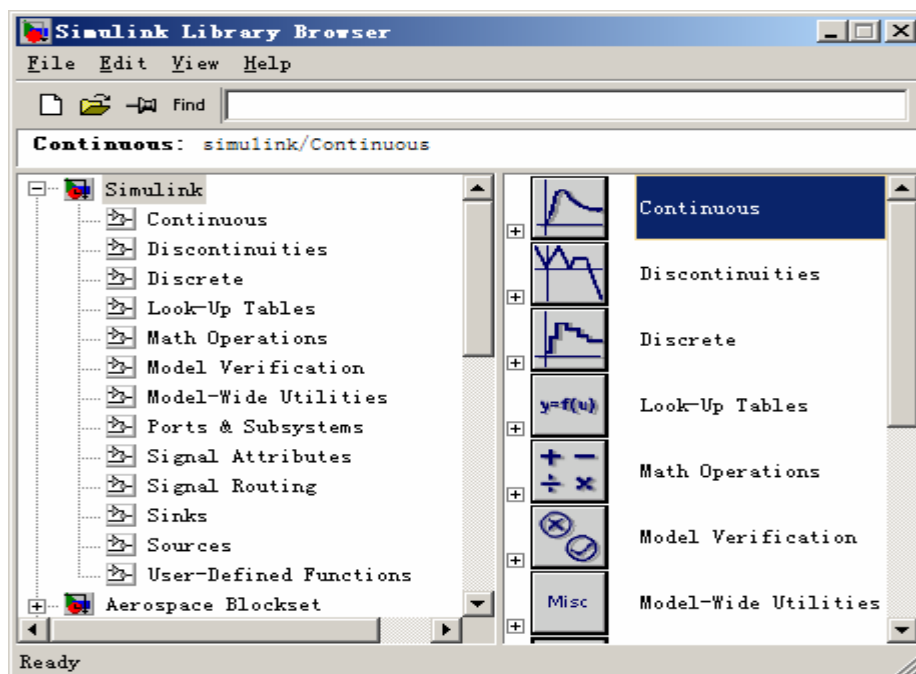 Simulink Library Browser
File Edit View Help
Find
Continuous: simulink/Continuous
Simulink
Continuous
Discontinuities
Discrete
Look-Up Tables
Math Operations
Model Verification
Model-Wide Utilities
Ports & Subsystems
Signal Attributes
Signal Routing
Sinks
Sources
User-Defined Functions
Aerospace Blockset
Continuous
Discontinuities
Discrete
y=f(u) Look-Up Tables
Math Operations
Model Verification
Misc Model-Wide Utilities
Ready